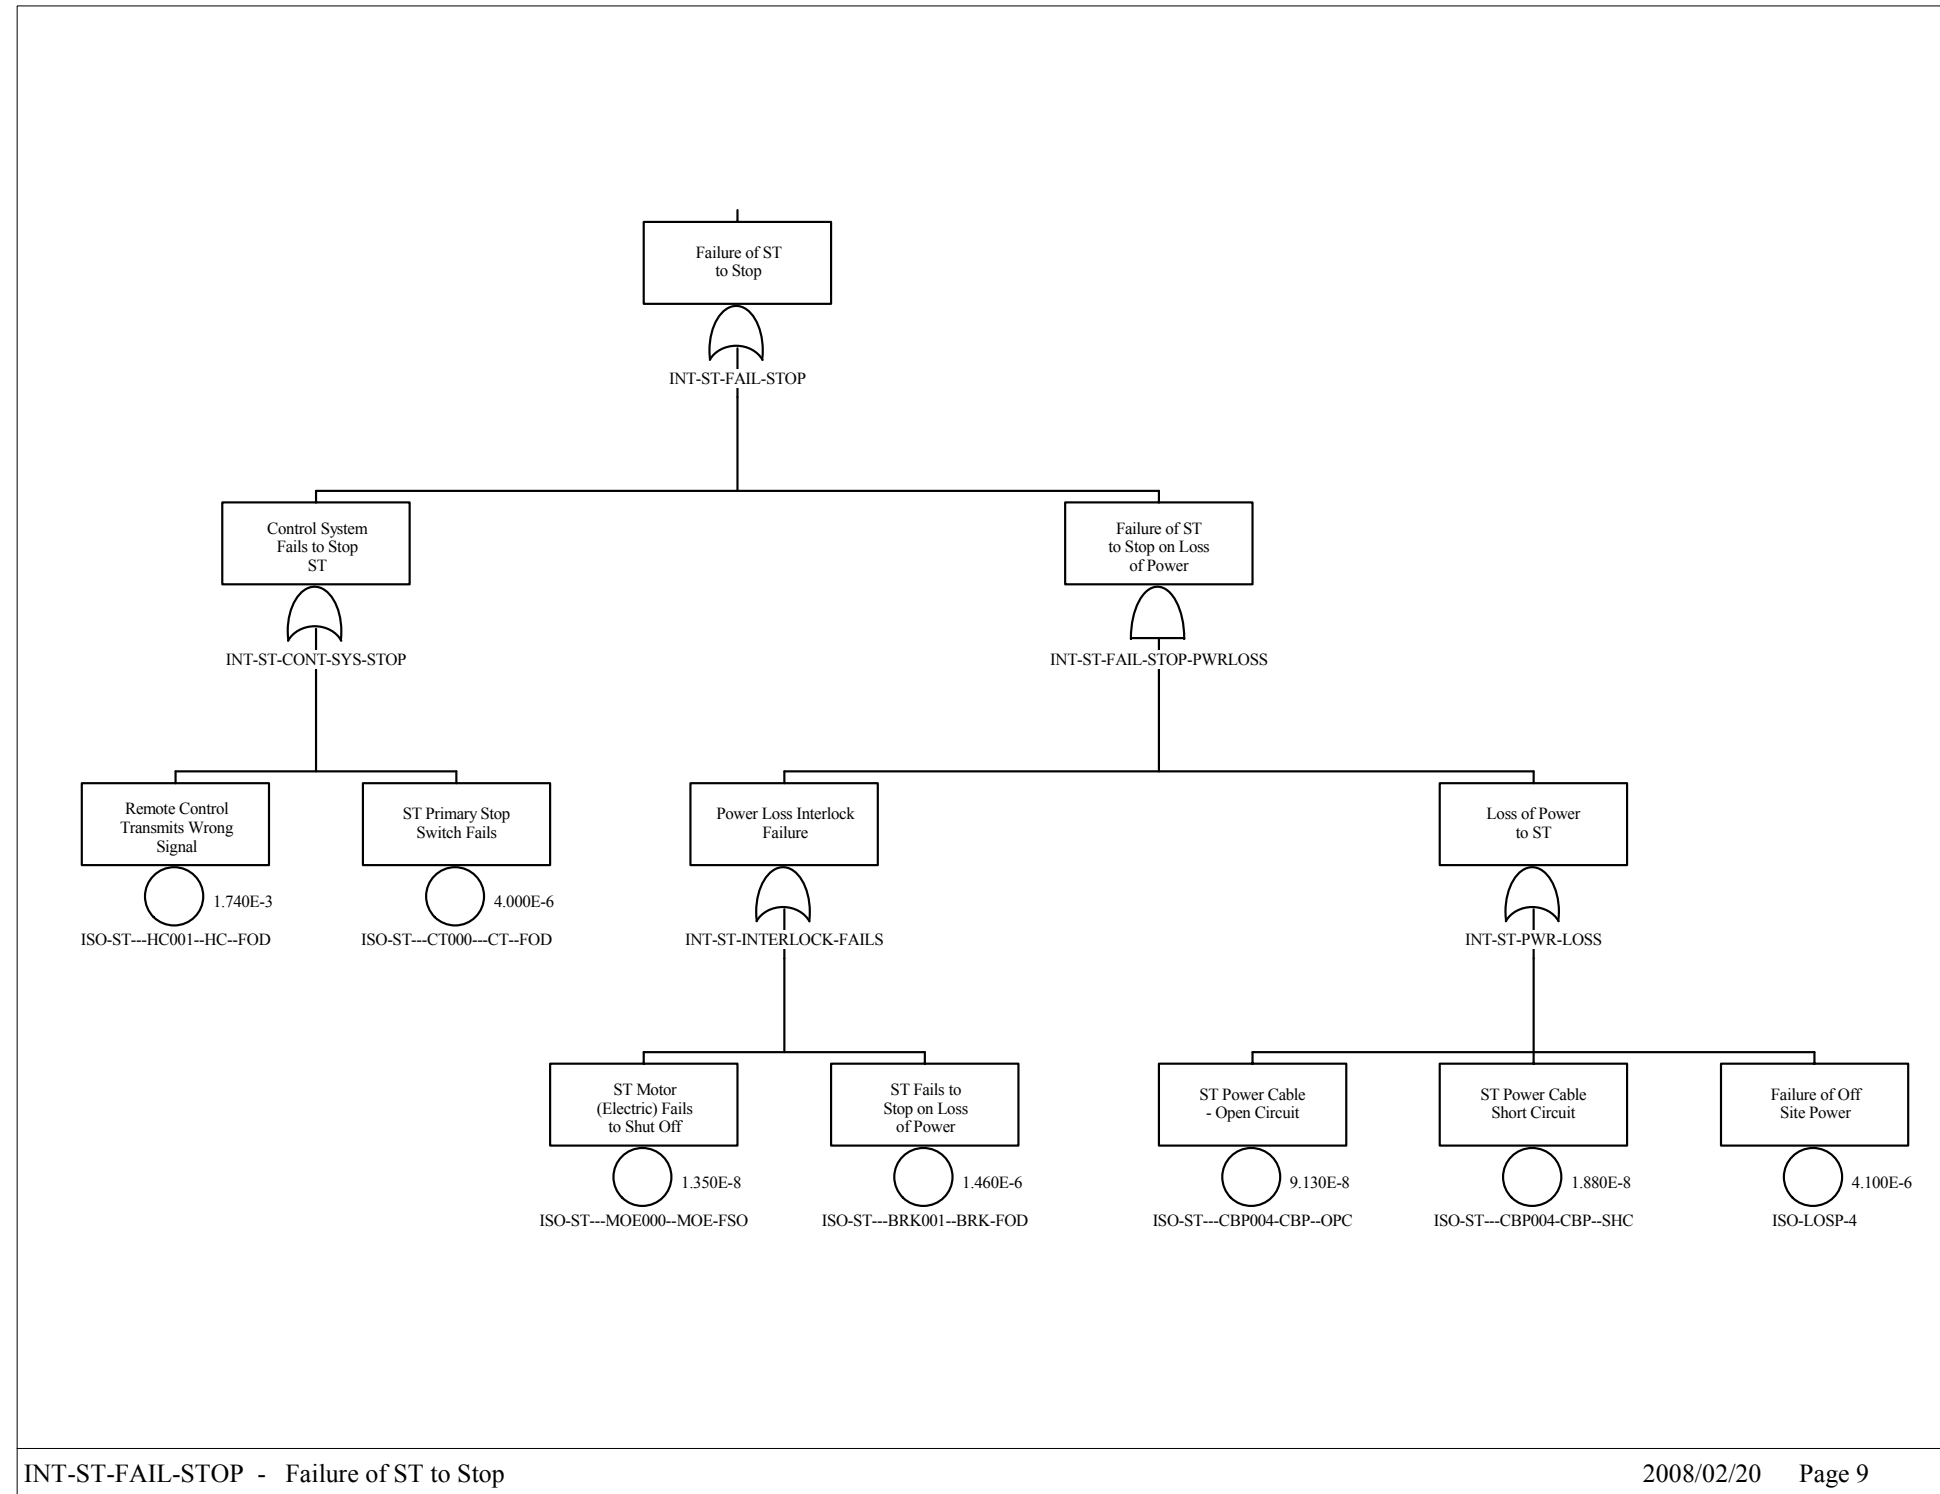 Failure of ST
to Stop
INT-ST-FAIL-STOP
Control System
Fails to Stop
ST
INT-ST-CONT-SYS-STOP
Failure of ST
to Stop on Loss
of Power
INT-ST-FAIL-STOP-PWRLOSS
Remote Control
Transmits Wrong
Signal
1.740E-3
ISO-ST---HC001--HC--FOD
ST Primary Stop
Switch Fails
4.000E-6
ISO-ST---CT000---CT--FOD
Power Loss Interlock
Failure
INT-ST-INTERLOCK-FAILS
Loss of Power
to ST
INT-ST-PWR-LOSS
ST Motor
(Electric) Fails
to Shut Off
1.350E-8
ISO-ST---MOE000--MOE-FSO
ST Fails to
Stop on Loss
of Power
1.460E-6
ISO-ST---BRK001--BRK-FOD
ST Power Cable
- Open Circuit
9.130E-8
ISO-ST---CBP004-CBP--OPC
ST Power Cable
Short Circuit
1.880E-8
ISO-ST---CBP004-CBP--SHC
Failure of Off
Site Power
4.100E-6
ISO-LOSP-4
INT-ST-FAIL-STOP - Failure of ST to Stop
2008/02/20 Page 9